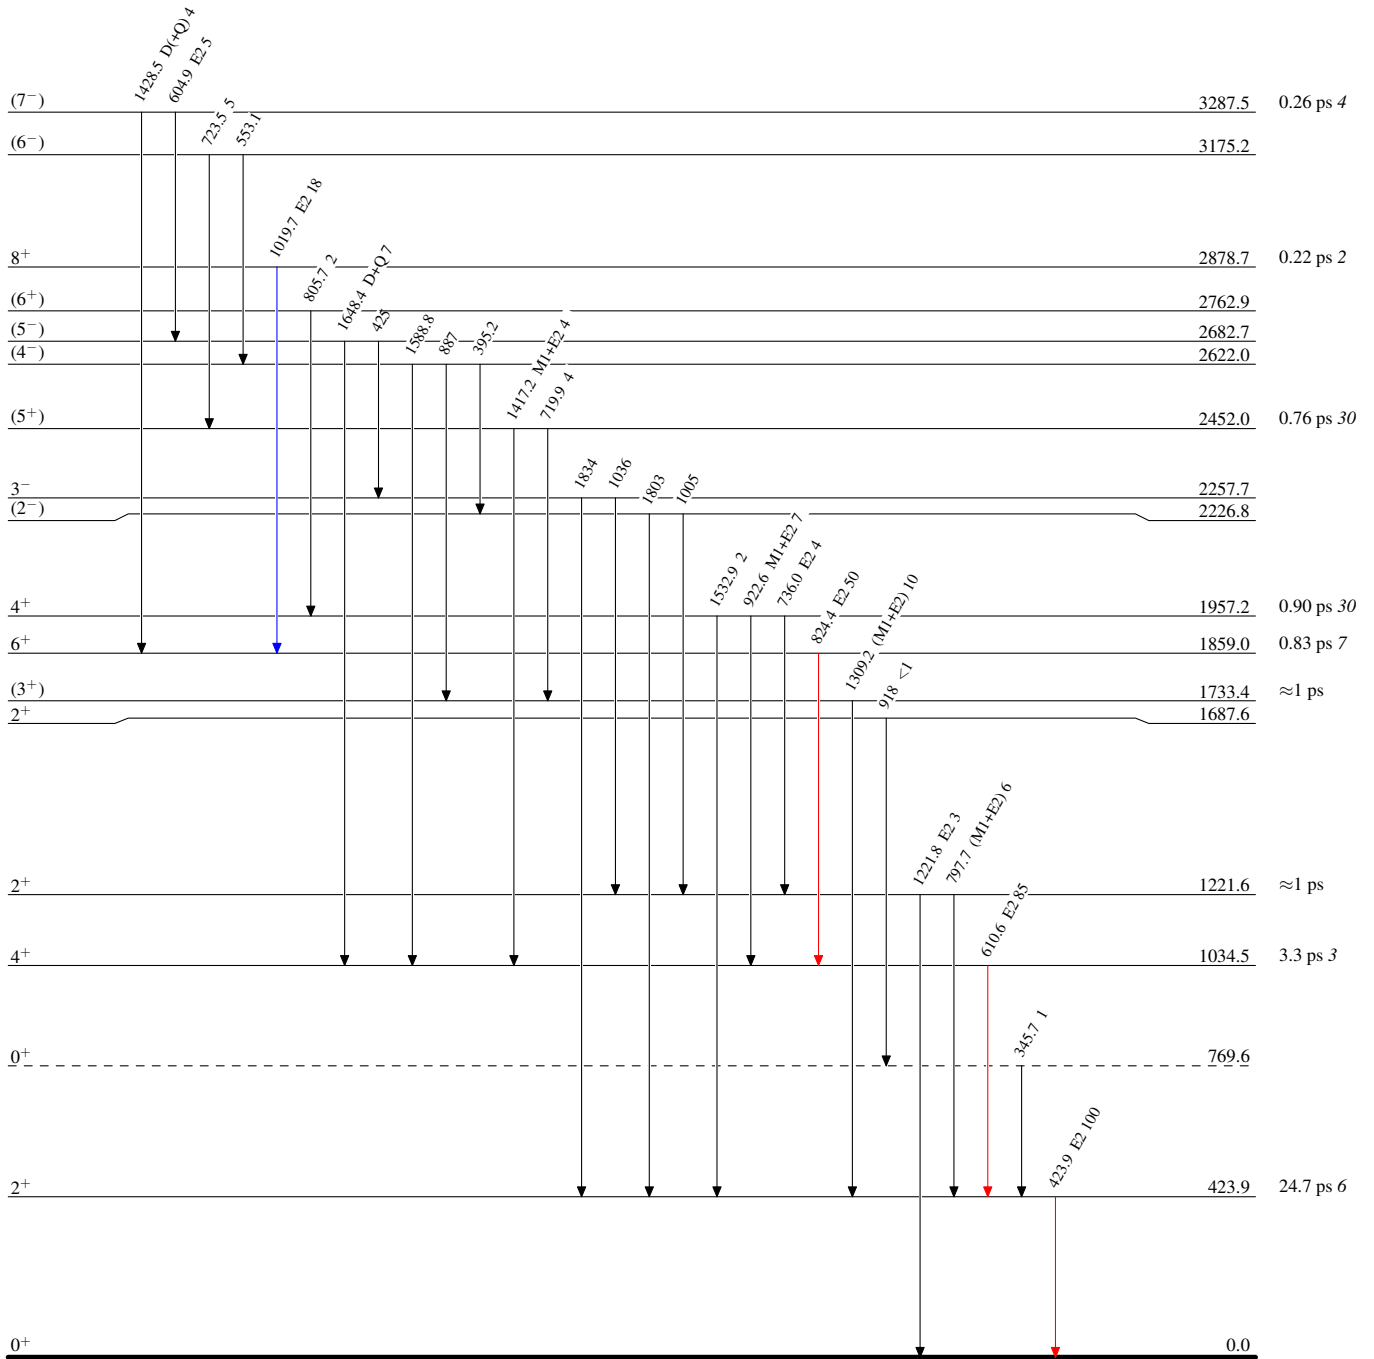 1428.5 D(+Q) 4
604.9 E2 5
(7−) 3287.5 0.26 ps 4
723.5 5
553.1
(6−) 3175.2
1019.7 E2 18
8+ 2878.7 0.22 ps 2
805.7 2
(6+) 2762.9
1648.4 D+Q 7
425
(5−) 2682.7
1588.8
887
395.2
(4−) 2622.0
1417.2 M1+E2 4
719.9 4
(5+) 2452.0 0.76 ps 30
1834
1036
3− 2257.7
1803
1005
(2−) 2226.8
1532.9 2
922.6 M1+E2 7
736.0 E2 4
4+ 1957.2 0.90 ps 30
824.4 E2 50
6+ 1859.0 0.83 ps 7
1309.2 (M1+E2) 10
(3+) 1733.4 ≈1 ps
918 <1
2+ 1687.6
1221.8 E2 3
797.7 (M1+E2) 6
2+ 1221.6 ≈1 ps
610.6 E2 85
4+ 1034.5 3.3 ps 3
345.7 1
0+ 769.6
423.9 E2 100
2+ 423.9 24.7 ps 6
0+ 0.0